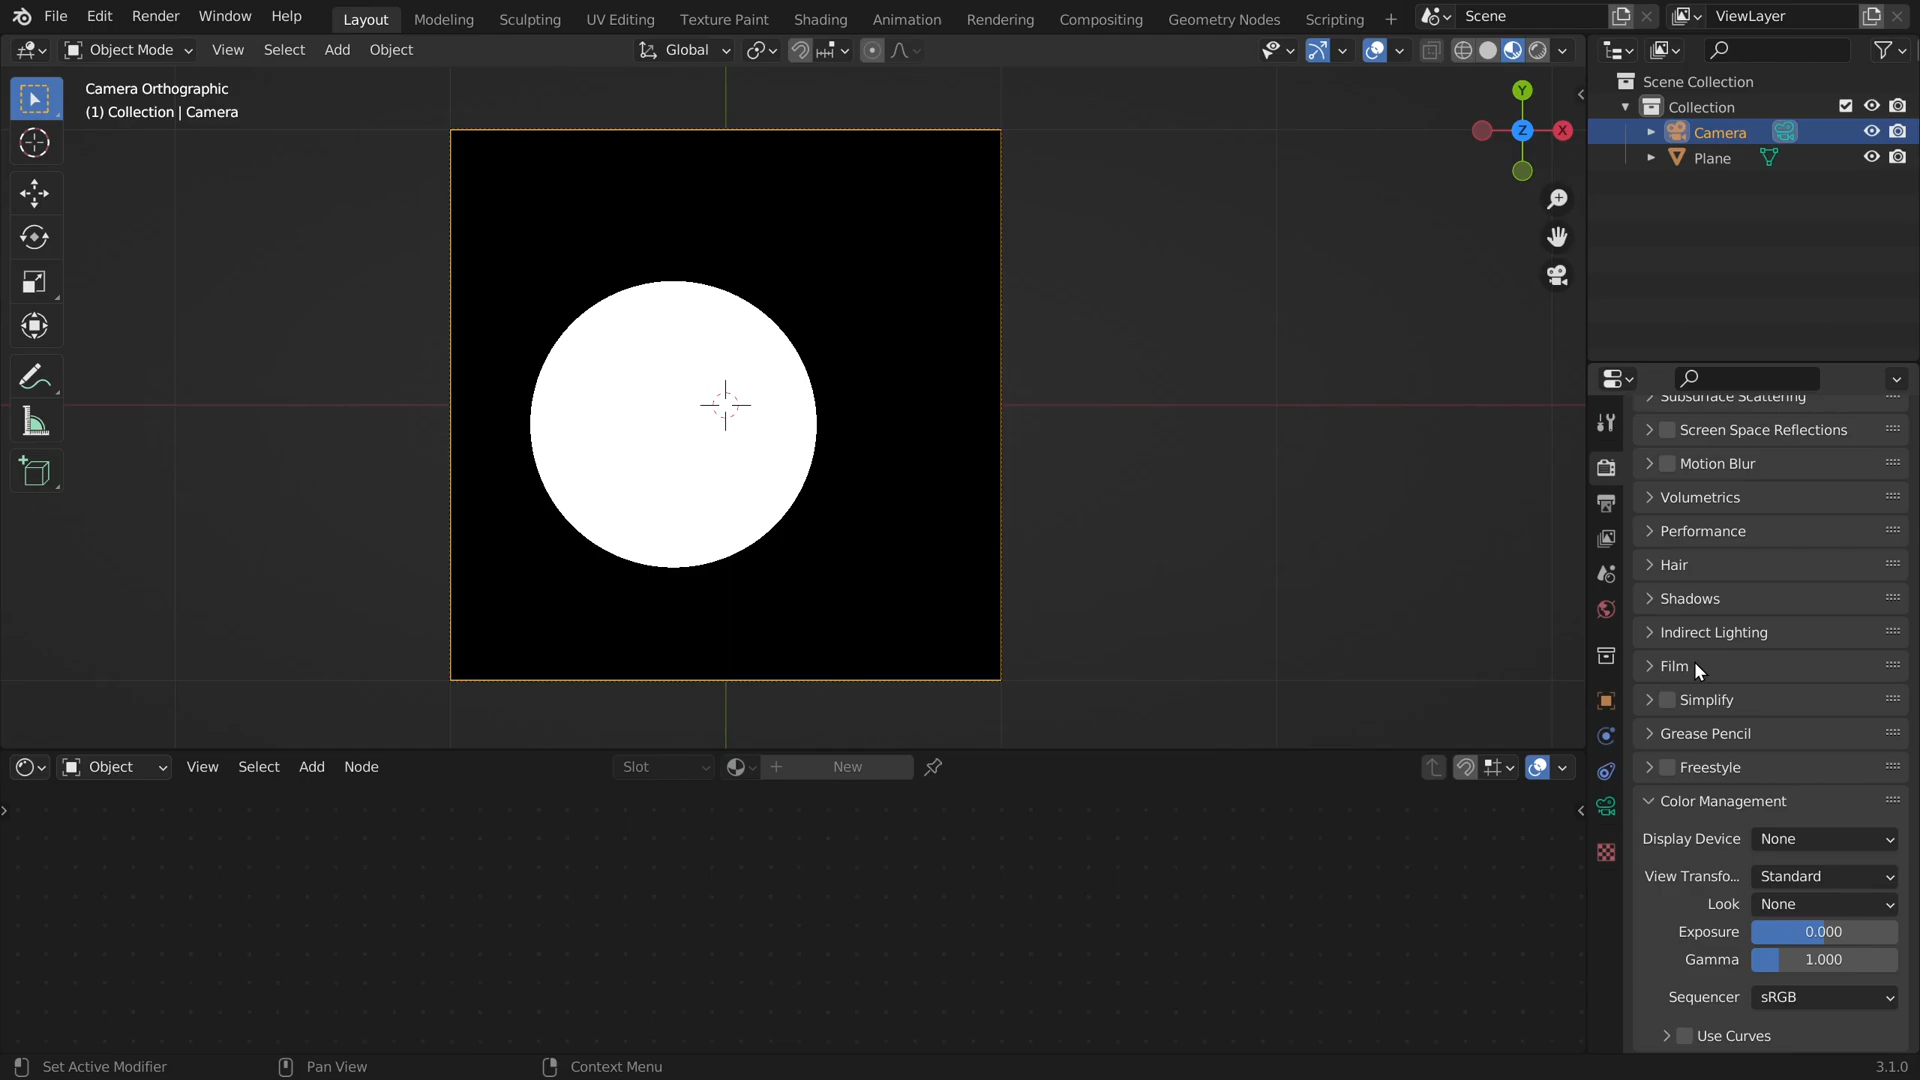 File Edit Render Window Help Layout Modeling Sculpting UV Editing Texture Paint Shading Animation Rendering Compositing Geometry Nodes Scripting + Scene ViewLayer
Object Mode View Select Add Object Global
Camera Orthographic
(1) Collection | Camera
Y
X
Z
Scene Collection
Collection
Camera
Plane
Subsurface Scattering
Screen Space Reflections
Motion Blur
Volumetrics
Performance
Hair
Shadows
Indirect Lighting
Film
Simplify
Grease Pencil
Freestyle
Color Management
Display Device None
View Transfo... Standard
Look None
Exposure 0.000
Gamma 1.000
Sequencer sRGB
Use Curves
Object View Select Add Node Slot + New
Set Active Modifier Pan View Context Menu 3.1.0